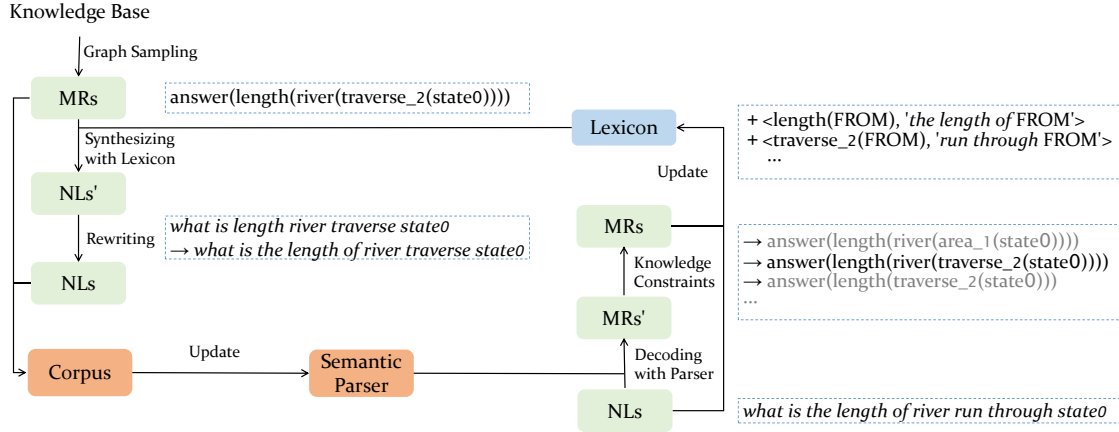 Knowledge Base
Graph Sampling
MRs
answer(length(river(traverse_2(state0))))
Synthesizing
with Lexicon
Lexicon
+ <length(FROM), 'the length of FROM'>
+ <traverse_2(FROM), 'run through FROM'>
...
NLs'
Update
Rewriting
what is length river traverse state0
→ what is the length of river traverse state0
MRs
→ answer(length(river(area_1(state0))))
→ answer(length(river(traverse_2(state0))))
→ answer(length(traverse_2(state0)))
...
NLs
Knowledge
Constraints
MRs'
Corpus
Update
Semantic
Parser
Decoding
with Parser
NLs
what is the length of river run through state0